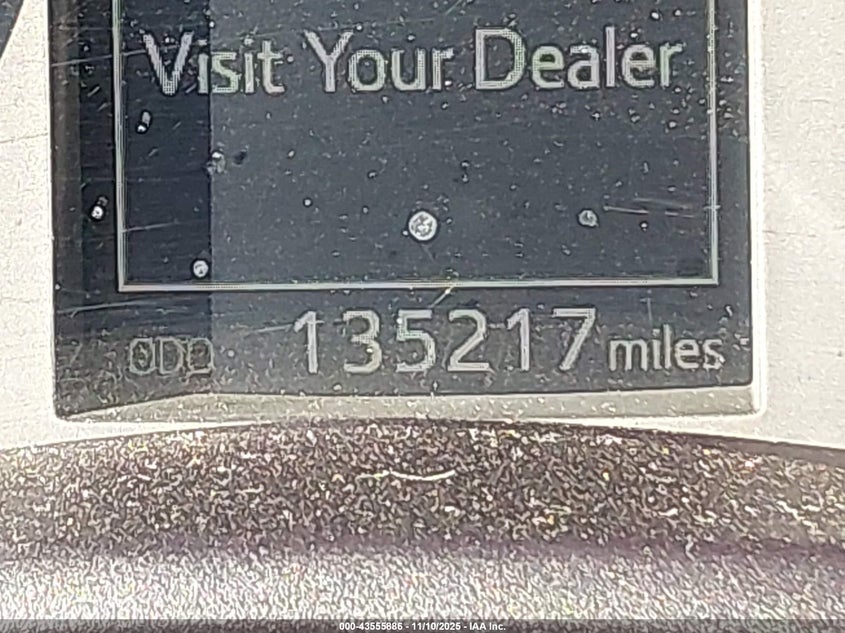 Visit Your Dealer
ODO 135217 miles
000-43555886 - 11/10/2025 - IAA Inc.